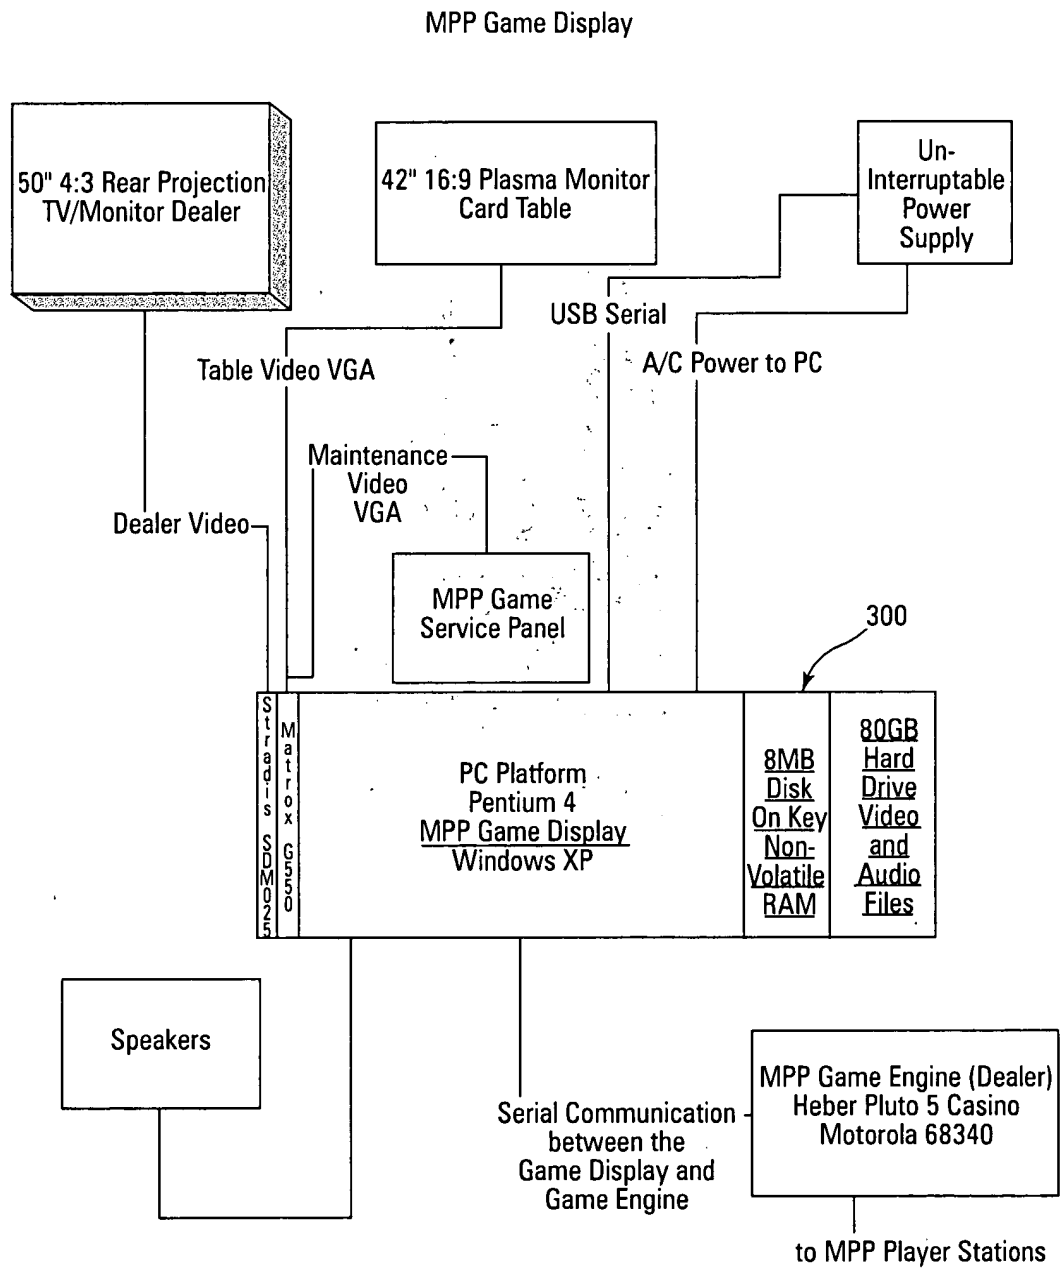 MPP Game Display
50" 4:3 Rear Projection
TV/Monitor Dealer
42" 16:9 Plasma Monitor
Card Table
Un-
Interruptable
Power
Supply
USB Serial
Table Video VGA
A/C Power to PC
Maintenance
Video
VGA
Dealer Video
MPP Game
Service Panel
300
Stradis SDM025
Matrox G550
PC Platform
Pentium 4
MPP Game Display
Windows XP
8MB
Disk
On Key
Non-
Volatile
RAM
80GB
Hard
Drive
Video
and
Audio
Files
Speakers
Serial Communication
between the
Game Display and
Game Engine
MPP Game Engine (Dealer)
Heber Pluto 5 Casino
Motorola 68340
to MPP Player Stations